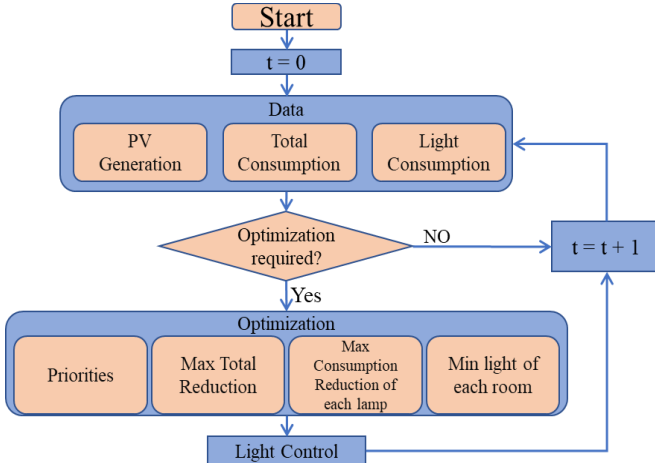 Start
t = 0
Data
PV
Generation
Total
Consumption
Light
Consumption
Optimization
required?
NO
t = t + 1
Yes
Optimization
Priorities
Max Total
Reduction
Max
Consumption
Reduction of
each lamp
Min light of
each room
Light Control